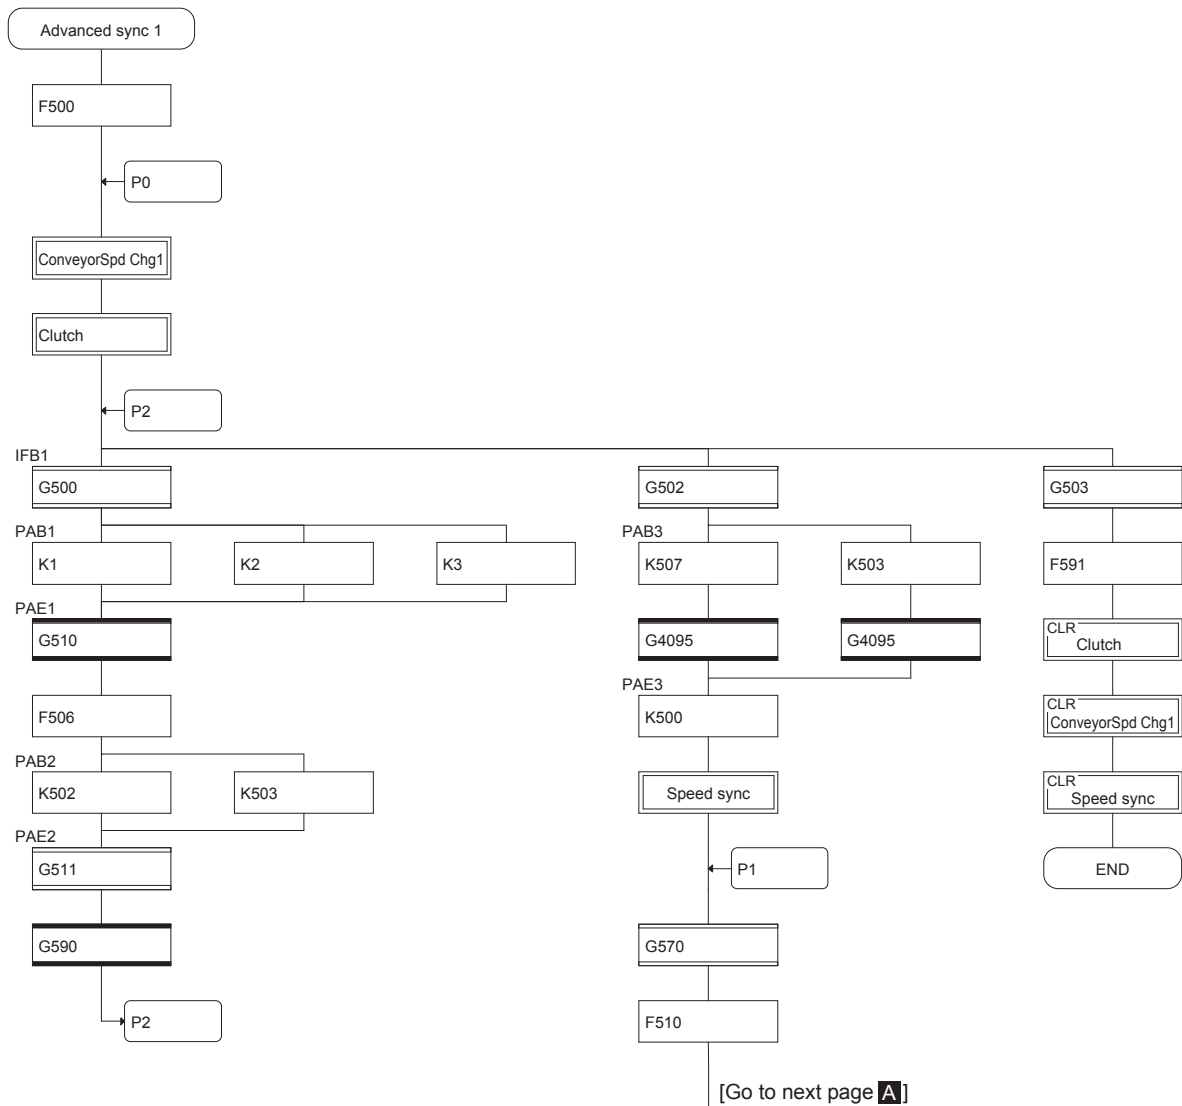 Advanced sync 1
F500
P0
ConveyorSpd Chg1
Clutch
P2
IFB1
G500
G502
G503
PAB1
PAB3
K1
K2
K3
K507
K503
F591
PAE1
G510
G4095
G4095
CLR
Clutch
PAE3
F506
K500
CLR
ConveyorSpd Chg1
PAB2
K502
K503
Speed sync
CLR
Speed sync
PAE2
G511
P1
END
G590
G570
P2
F510
[Go to next page A]